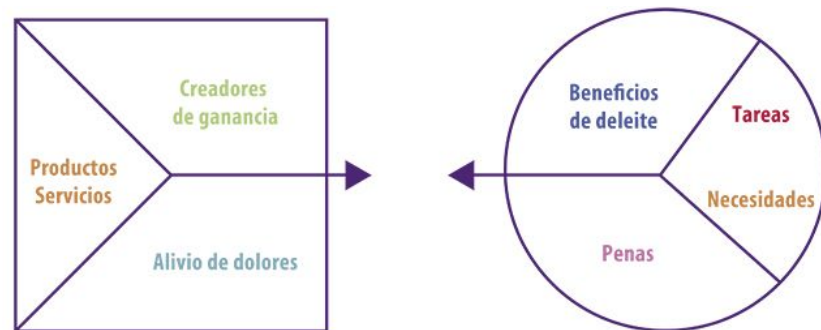 Creadores
de ganancia
Productos
Servicios
Alivio de dolores
Beneficios
de deleite
Tareas
Necesidades
Penas